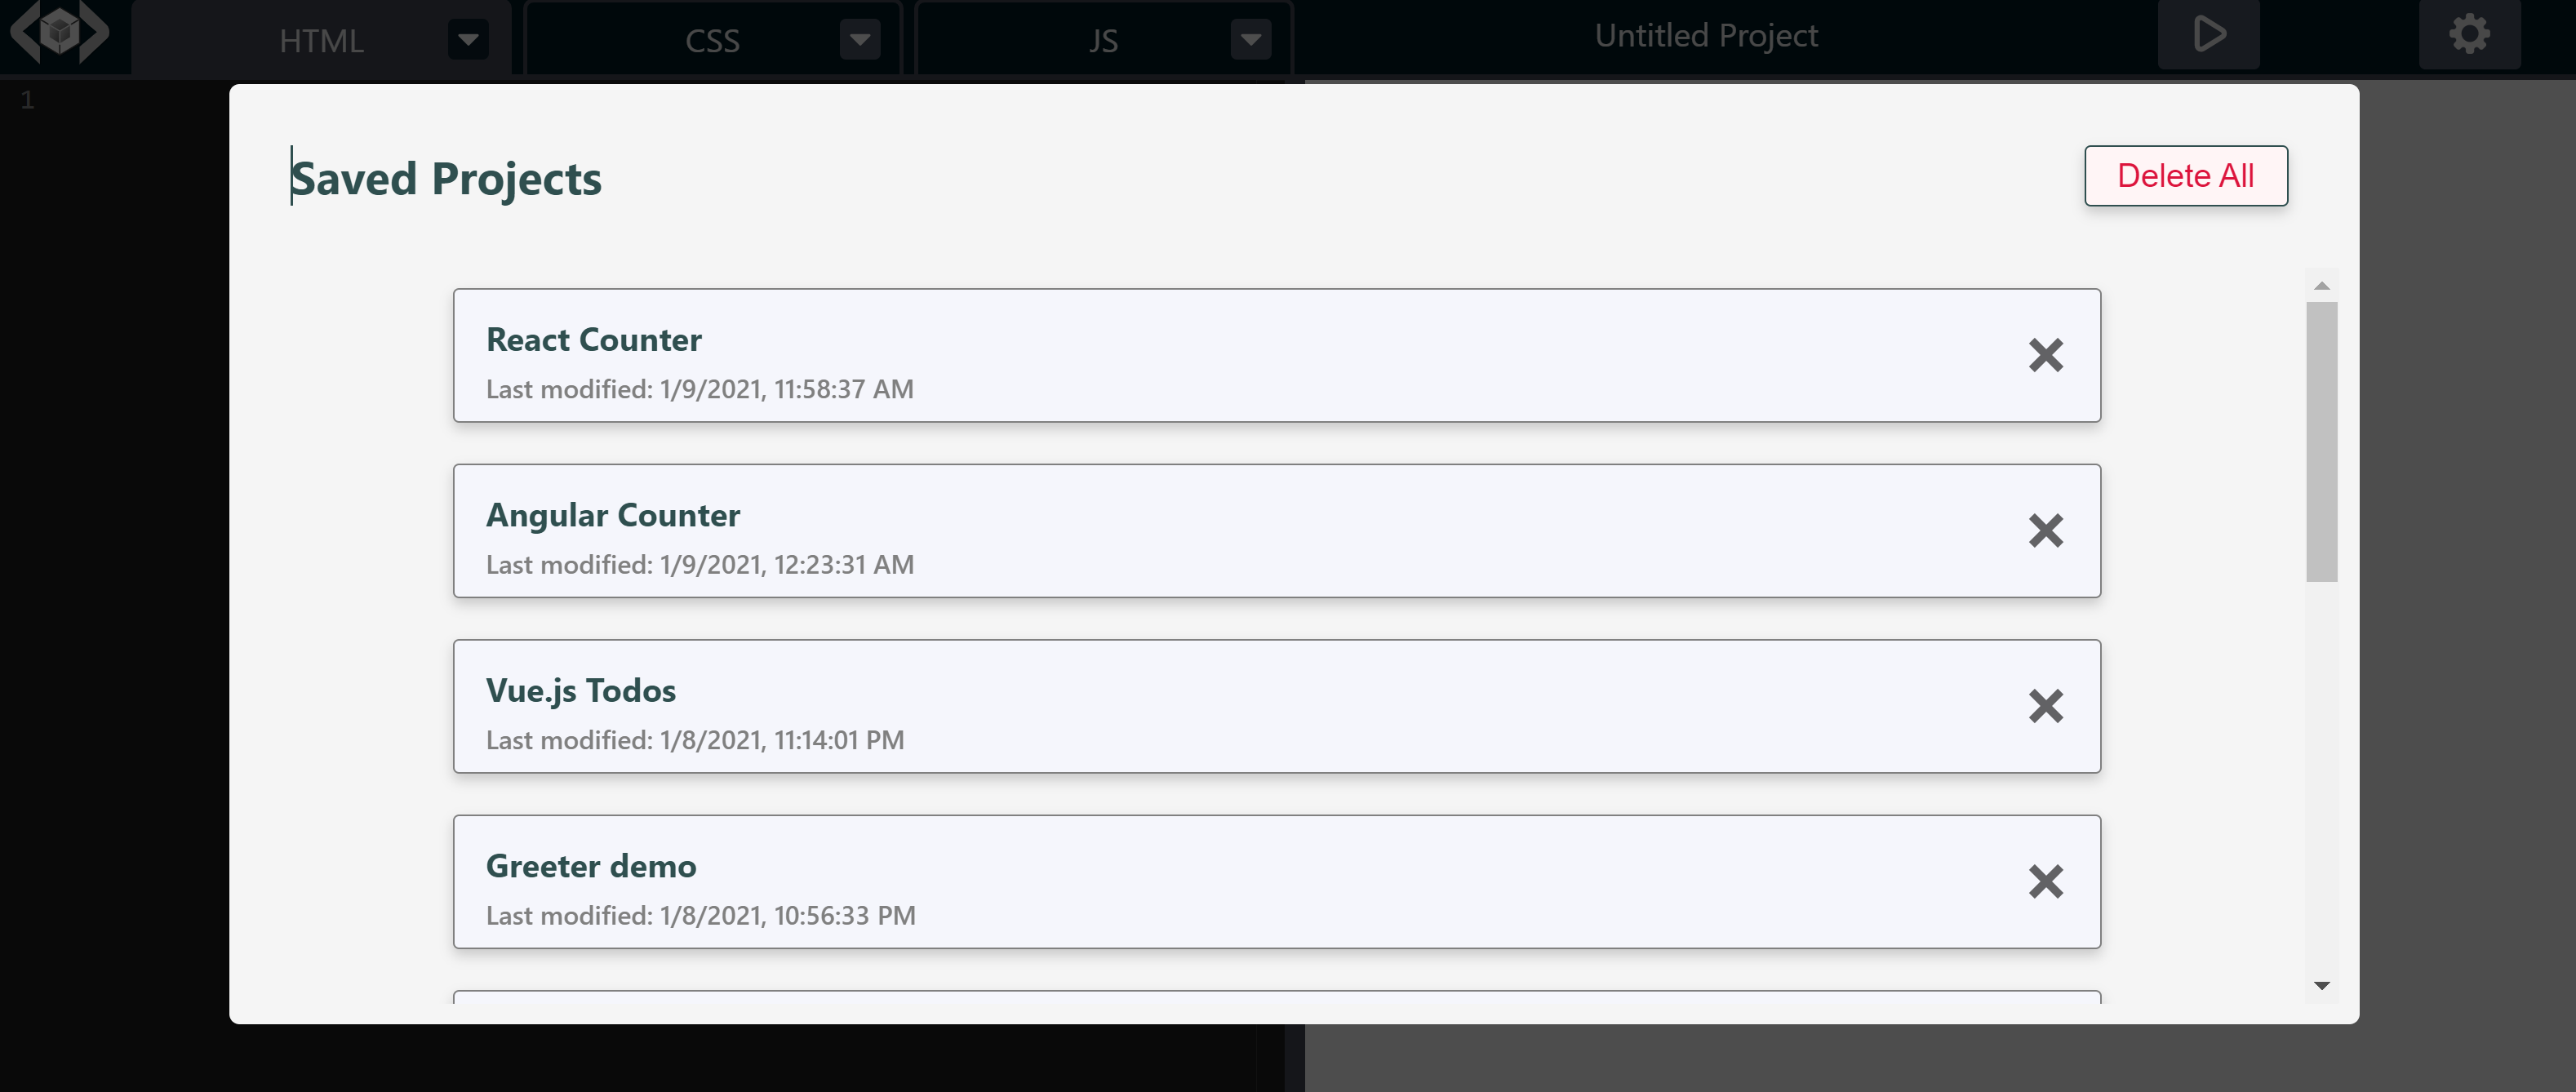 HTML
CSS
JS
Untitled Project
1
Saved Projects
Delete All
React Counter
Last modified: 1/9/2021, 11:58:37 AM
Angular Counter
Last modified: 1/9/2021, 12:23:31 AM
Vue.js Todos
Last modified: 1/8/2021, 11:14:01 PM
Greeter demo
Last modified: 1/8/2021, 10:56:33 PM